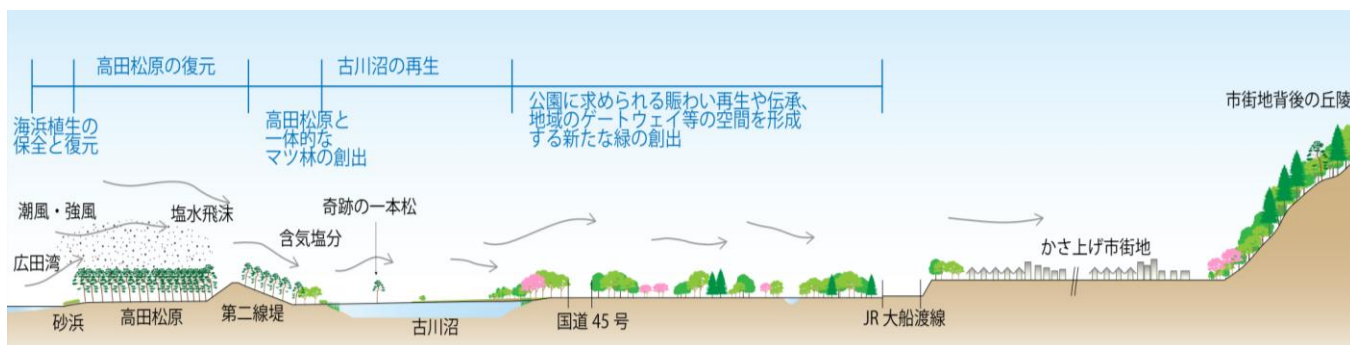 高田松原の復元
古川沼の再生
海浜植生の
保全と復元
高田松原と
一体的な
マツ林の創出
公園に求められる賑わい再生や伝承、
地域のゲートウェイ等の空間を形成
する新たな緑の創出
市街地背後の丘陵
潮風・強風
塩水飛沫
奇跡の一本松
含気塩分
広田湾
かさ上げ市街地
砂浜
高田松原
第二線堤
古川沼
国道45号
JR大船渡線